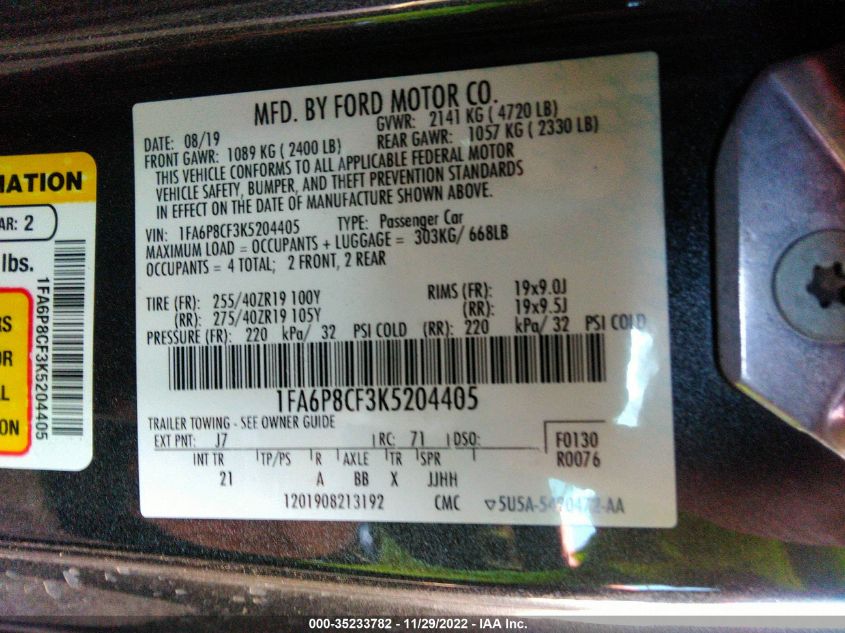 MFD. BY FORD MOTOR CO.
DATE: 08/19 GVWR: 2141 KG ( 4720 LB)
FRONT GAWR: 1089 KG ( 2400 LB) REAR GAWR: 1057 KG ( 2330 LB)
THIS VEHICLE CONFORMS TO ALL APPLICABLE FEDERAL MOTOR
VEHICLE SAFETY, BUMPER, AND THEFT PREVENTION STANDARDS
IN EFFECT ON THE DATE OF MANUFACTURE SHOWN ABOVE.
VIN: 1FA6P8CF3K5204405 TYPE: Passenger Car
MAXIMUM LOAD = OCCUPANTS + LUGGAGE = 303KG/ 668LB
OCCUPANTS = 4 TOTAL; 2 FRONT, 2 REAR
TIRE (FR): 255/40ZR19 100Y RIMS (FR): 19x9.0J
(RR): 275/40ZR19 105Y (RR): 19x9.5J
PRESSURE (FR): 220 kPa/ 32 PSI COLD (RR): 220 kPa/ 32 PSI COLD
1FA6P8CF3K5204405
TRAILER TOWING - SEE OWNER GUIDE
EXT PNT: J7 RC: 71 DSO: F0130
R0076
INT TR TP/PS R AXLE TR SPR
21 A BB X JJHH
1201908213192 CMC ▽5U5A-5420472-AA
MATION
AR: 2
lbs.
RS
OR
L
ON
1FA6P8CF3K5204405
000-35233782 - 11/29/2022 - IAA Inc.